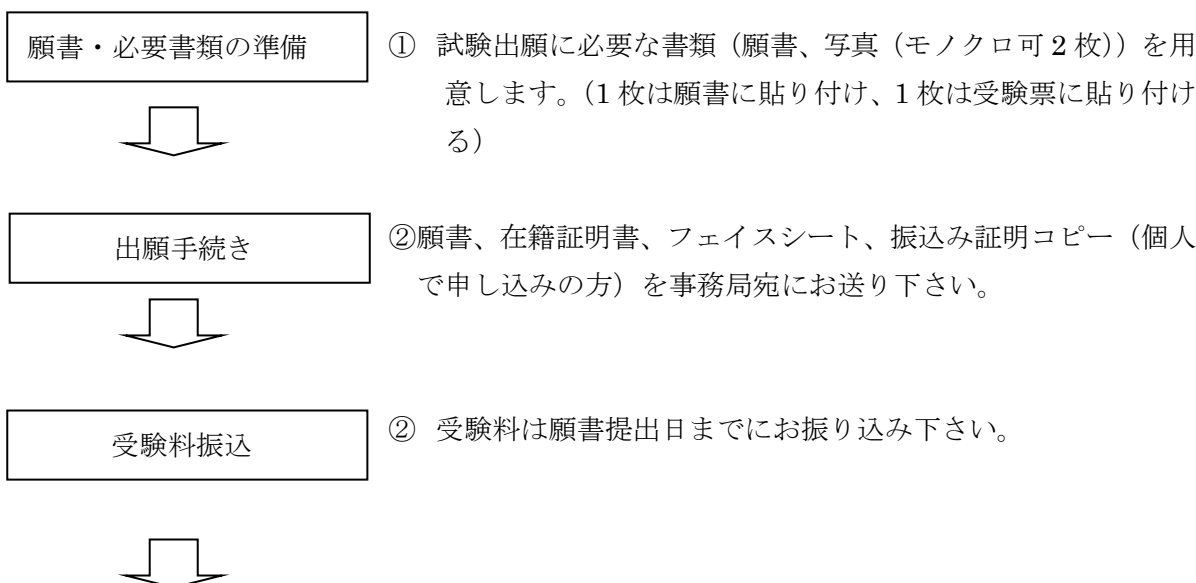 願書・必要書類の準備
① 試験出願に必要な書類（願書、写真（モノクロ可 2 枚））を用
意します。（1 枚は願書に貼り付け、1 枚は受験票に貼り付け
る）
出願手続き
②願書、在籍証明書、フェイスシート、振込み証明コピー（個人
で申し込みの方）を事務局宛にお送り下さい。
受験料振込
② 受験料は願書提出日までにお振り込み下さい。